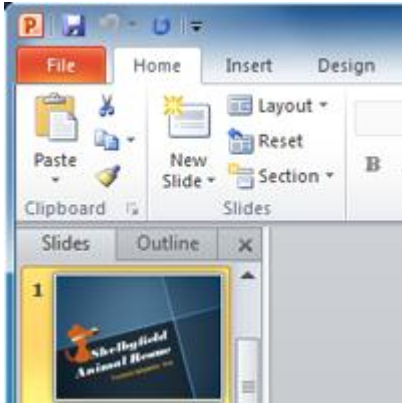 P
File Home Insert Design
Paste
New Slide
Layout
Reset
Section
B
Clipboard Slides
Slides Outline
1
Shelbyfield
Animal Rescue